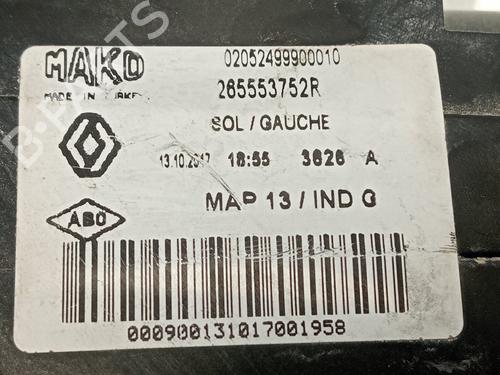 MAKO
02052499900010
MADE IN TURKEY
265553752R
SOL / GAUCHE
13.10.2017 18:55 3626 A
MAP 13 / IND G
ABO
000900131017001958